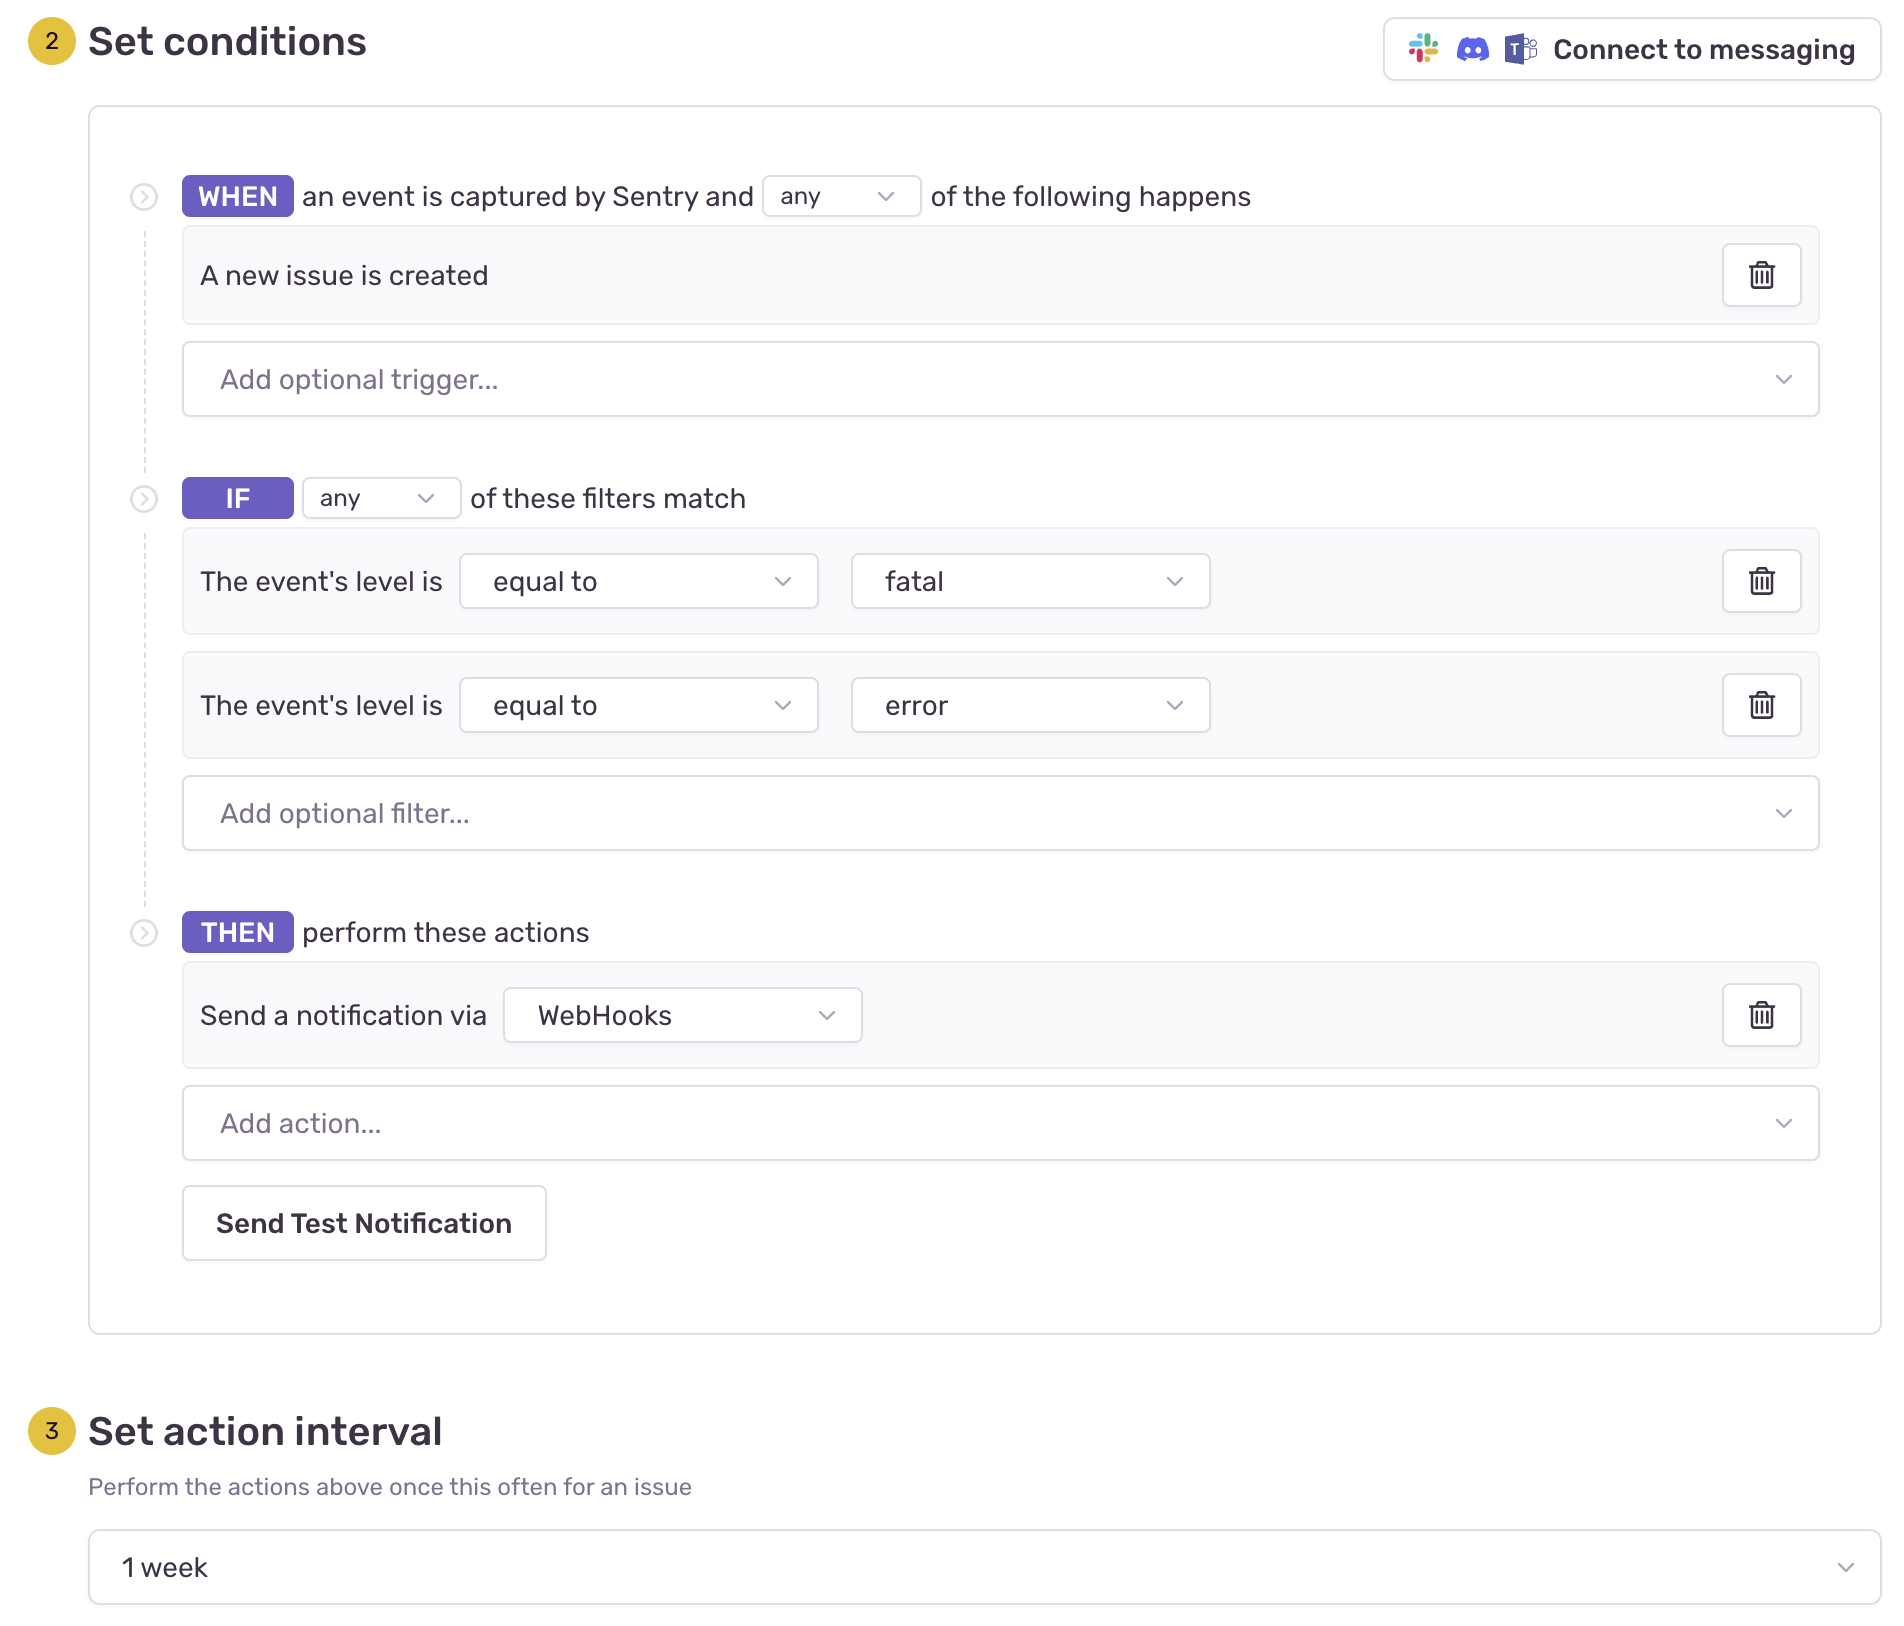 2 Set conditions
Connect to messaging
WHEN an event is captured by Sentry and any of the following happens
A new issue is created
Add optional trigger...
IF any of these filters match
The event's level is equal to fatal
The event's level is equal to error
Add optional filter...
THEN perform these actions
Send a notification via WebHooks
Add action...
Send Test Notification
3 Set action interval
Perform the actions above once this often for an issue
1 week